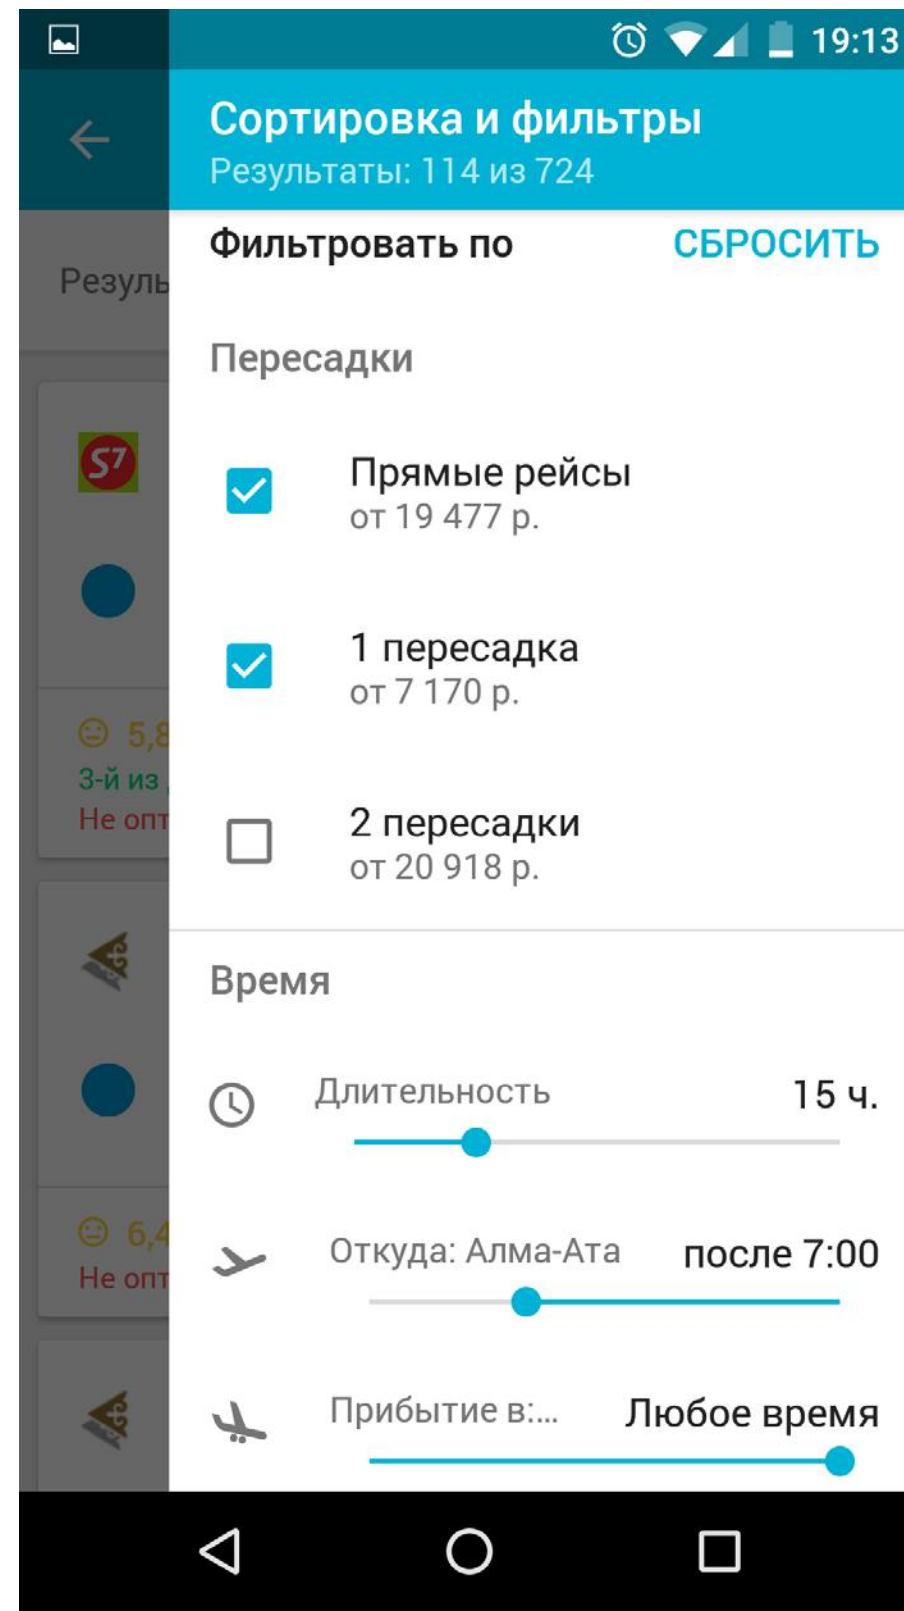 19:13
Сортировка и фильтры
Результаты: 114 из 724
Фильтровать по
СБРОСИТЬ
Пересадки
Прямые рейсы
от 19 477 р.
1 пересадка
от 7 170 р.
2 пересадки
от 20 918 р.
Время
Длительность
15 ч.
Откуда: Алма-Ата
после 7:00
Прибытие в:...
Любое время
Резуль
S7
5,8
3-й из
Не опт
6,4
Не опт